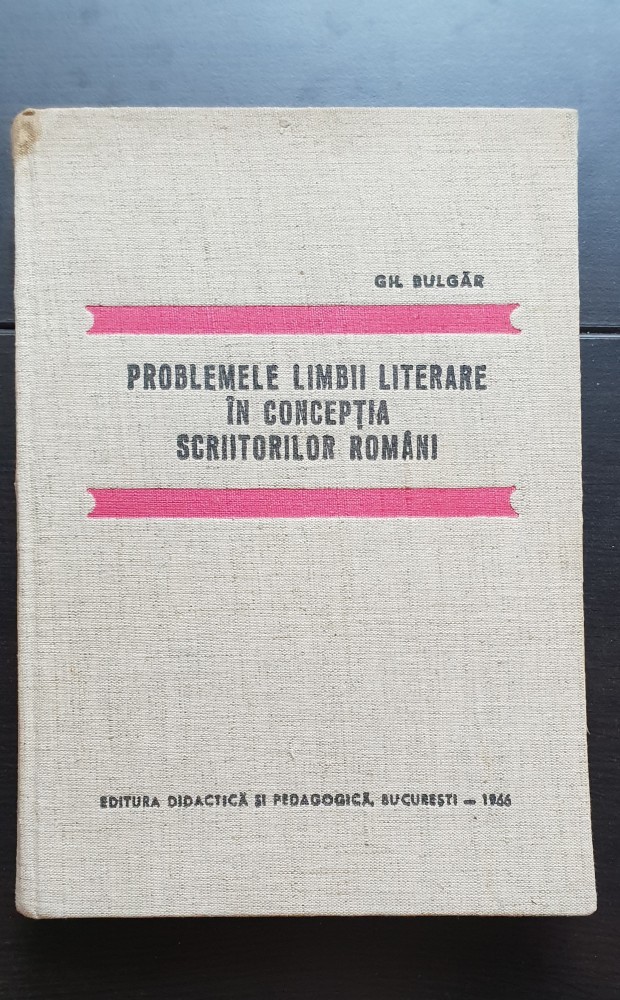 GH. BULGĂR
PROBLEMELE LIMBII LITERARE
ÎN CONCEPȚIA
SCRIITORILOR ROMÂNI
EDITURA DIDACTICĂ ȘI PEDAGOGICĂ, BUCUREȘTI — 1966